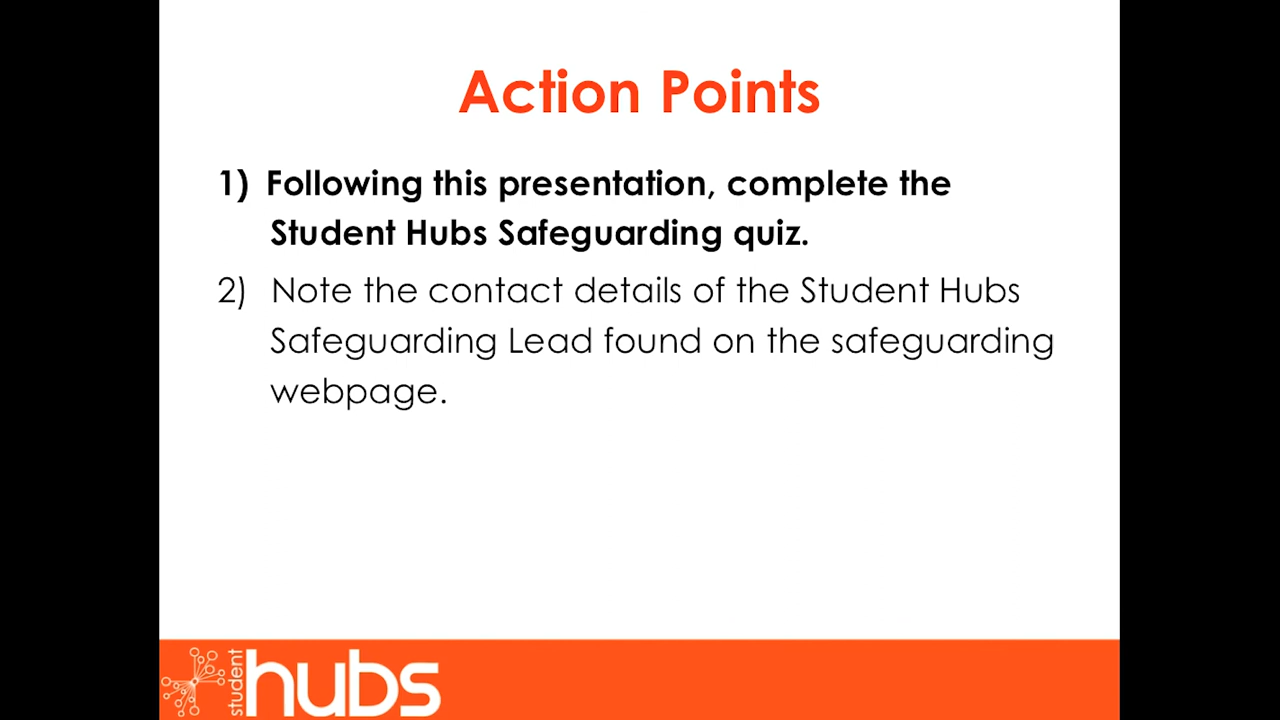 Action Points
1) Following this presentation, complete the
Student Hubs Safeguarding quiz.
2) Note the contact details of the Student Hubs
Safeguarding Lead found on the safeguarding
webpage.
student hubs